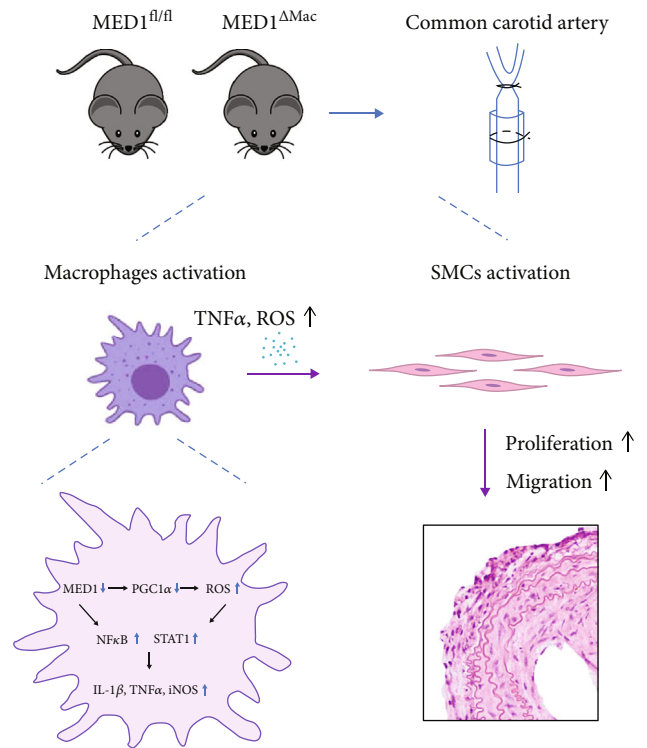 MED1fl/fl MED1ΔMac Common carotid artery
Macrophages activation SMCs activation
TNFα, ROS ↑
Proliferation ↑
Migration ↑
MED1↓ → PGC1α↓ → ROS ↑
NFκB ↑ STAT1 ↑
IL-1β, TNFα, iNOS ↑